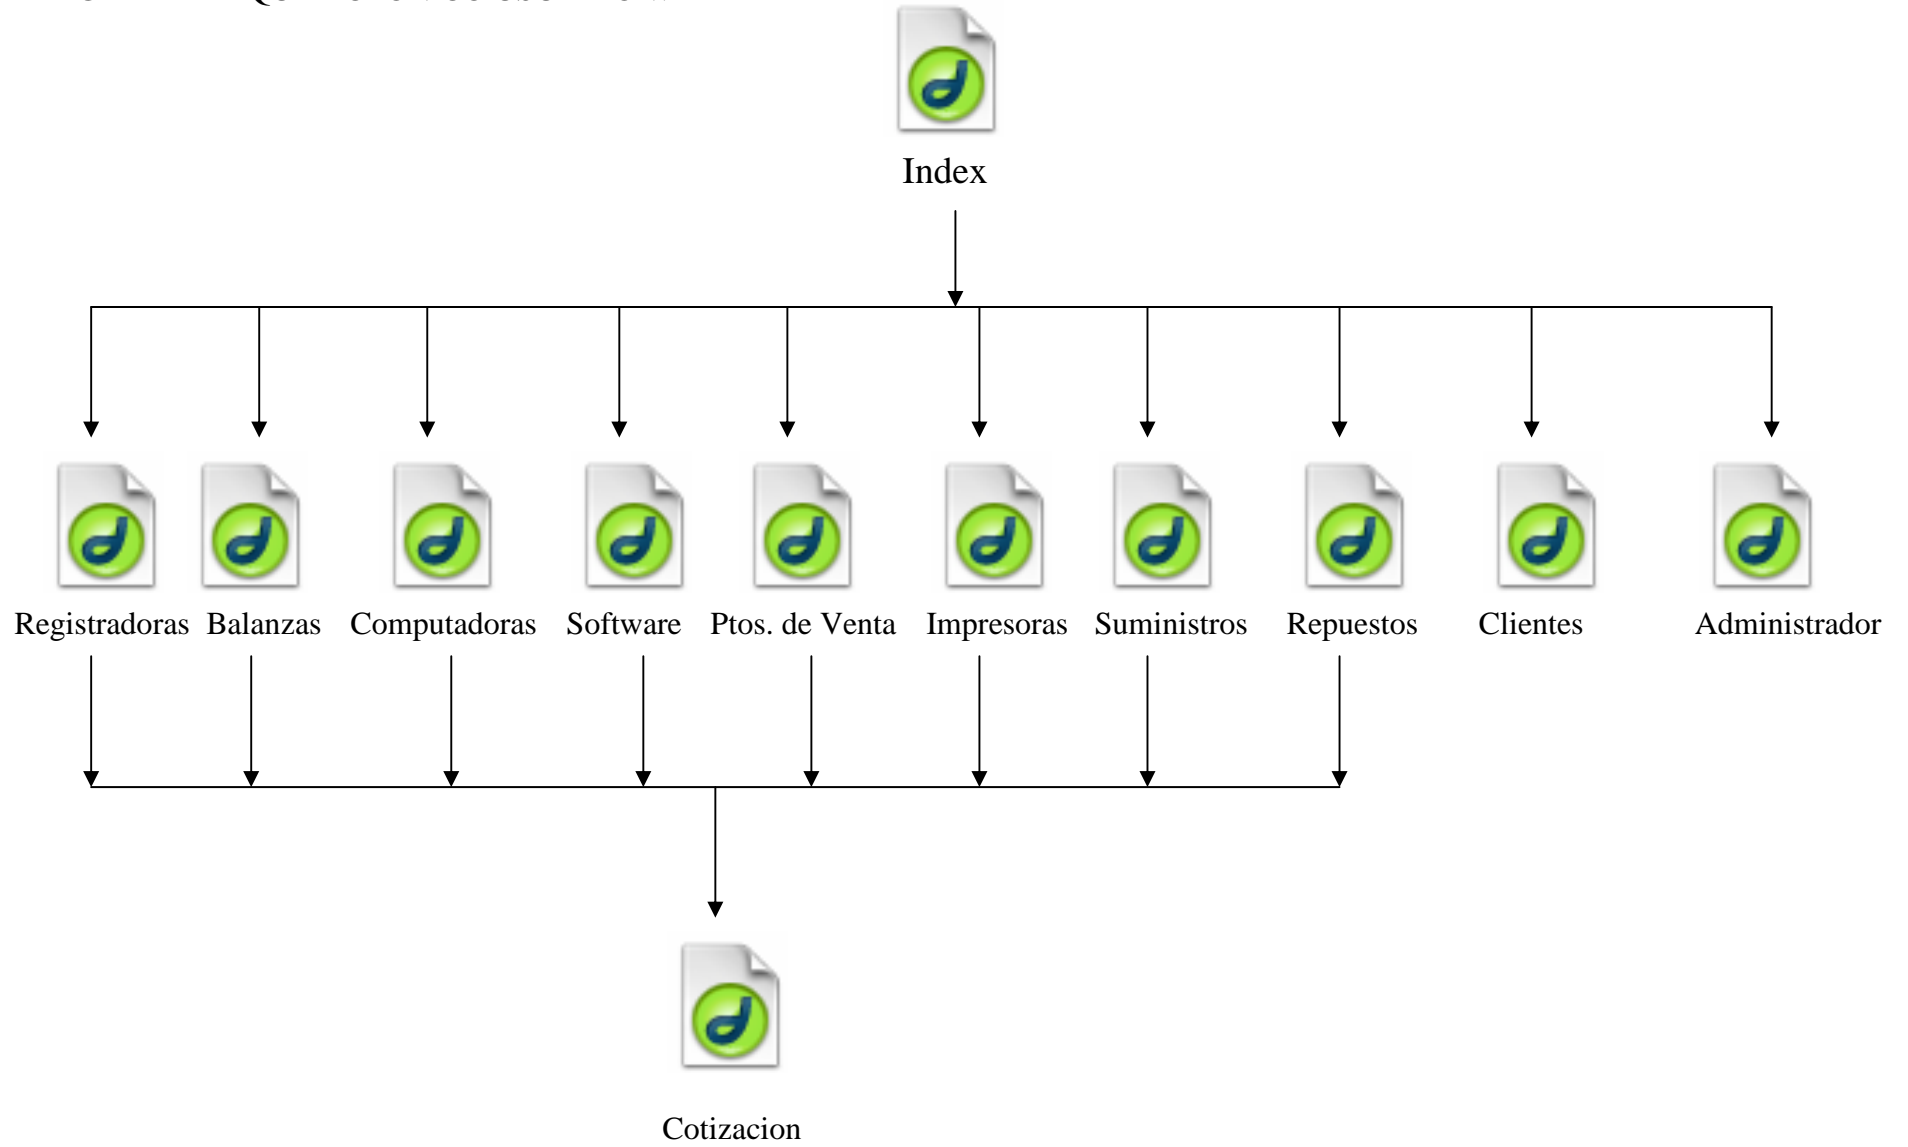 Index
Registradoras Balanzas Computadoras Software Ptos. de Venta Impresoras Suministros Repuestos Clientes Administrador
Cotizacion